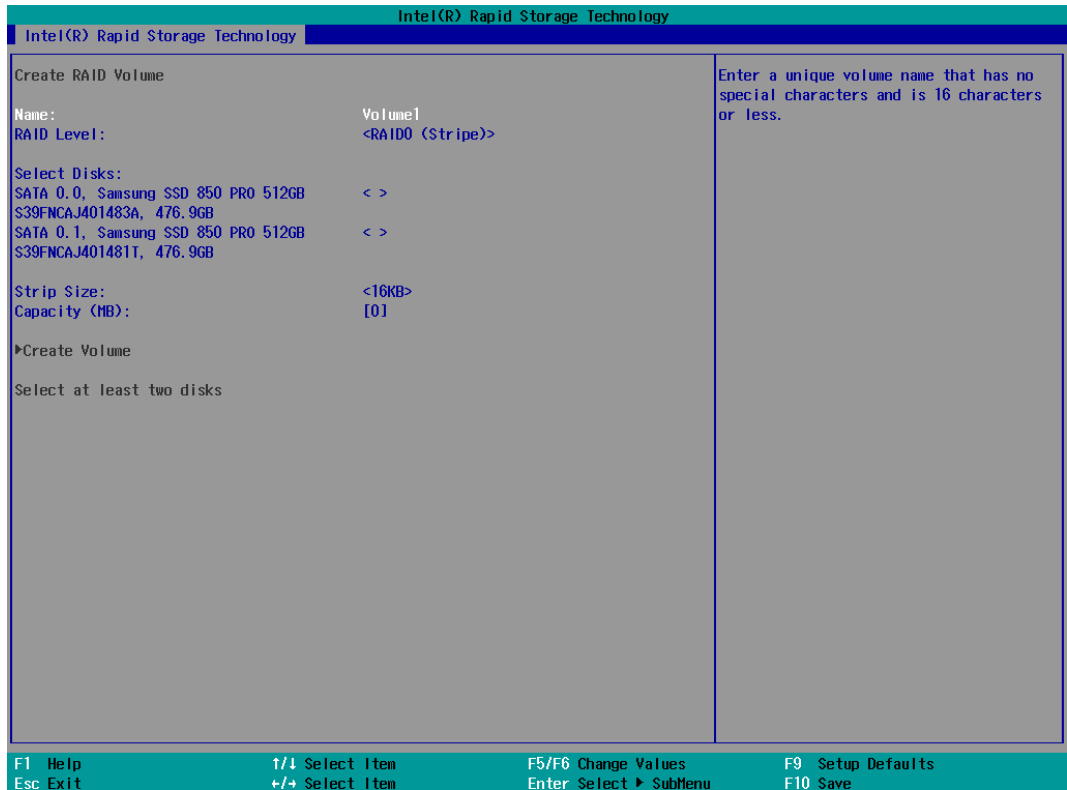 Intel(R) Rapid Storage Technology
Intel(R) Rapid Storage Technology
Create RAID Volume
Enter a unique volume name that has no
special characters and is 16 characters
or less.
Name: Volume1
RAID Level: <RAID0 (Stripe)>
Select Disks:
SATA 0.0, Samsung SSD 850 PRO 512GB < >
S39FNCAJ401483A, 476.9GB
SATA 0.1, Samsung SSD 850 PRO 512GB < >
S39FNCAJ401481T, 476.9GB
Strip Size: <16KB>
Capacity (MB): [0]
▶Create Volume
Select at least two disks
F1 Help ↑/↓ Select Item F5/F6 Change Values F9 Setup Defaults
Esc Exit ←/→ Select Item Enter Select ▶ SubMenu F10 Save